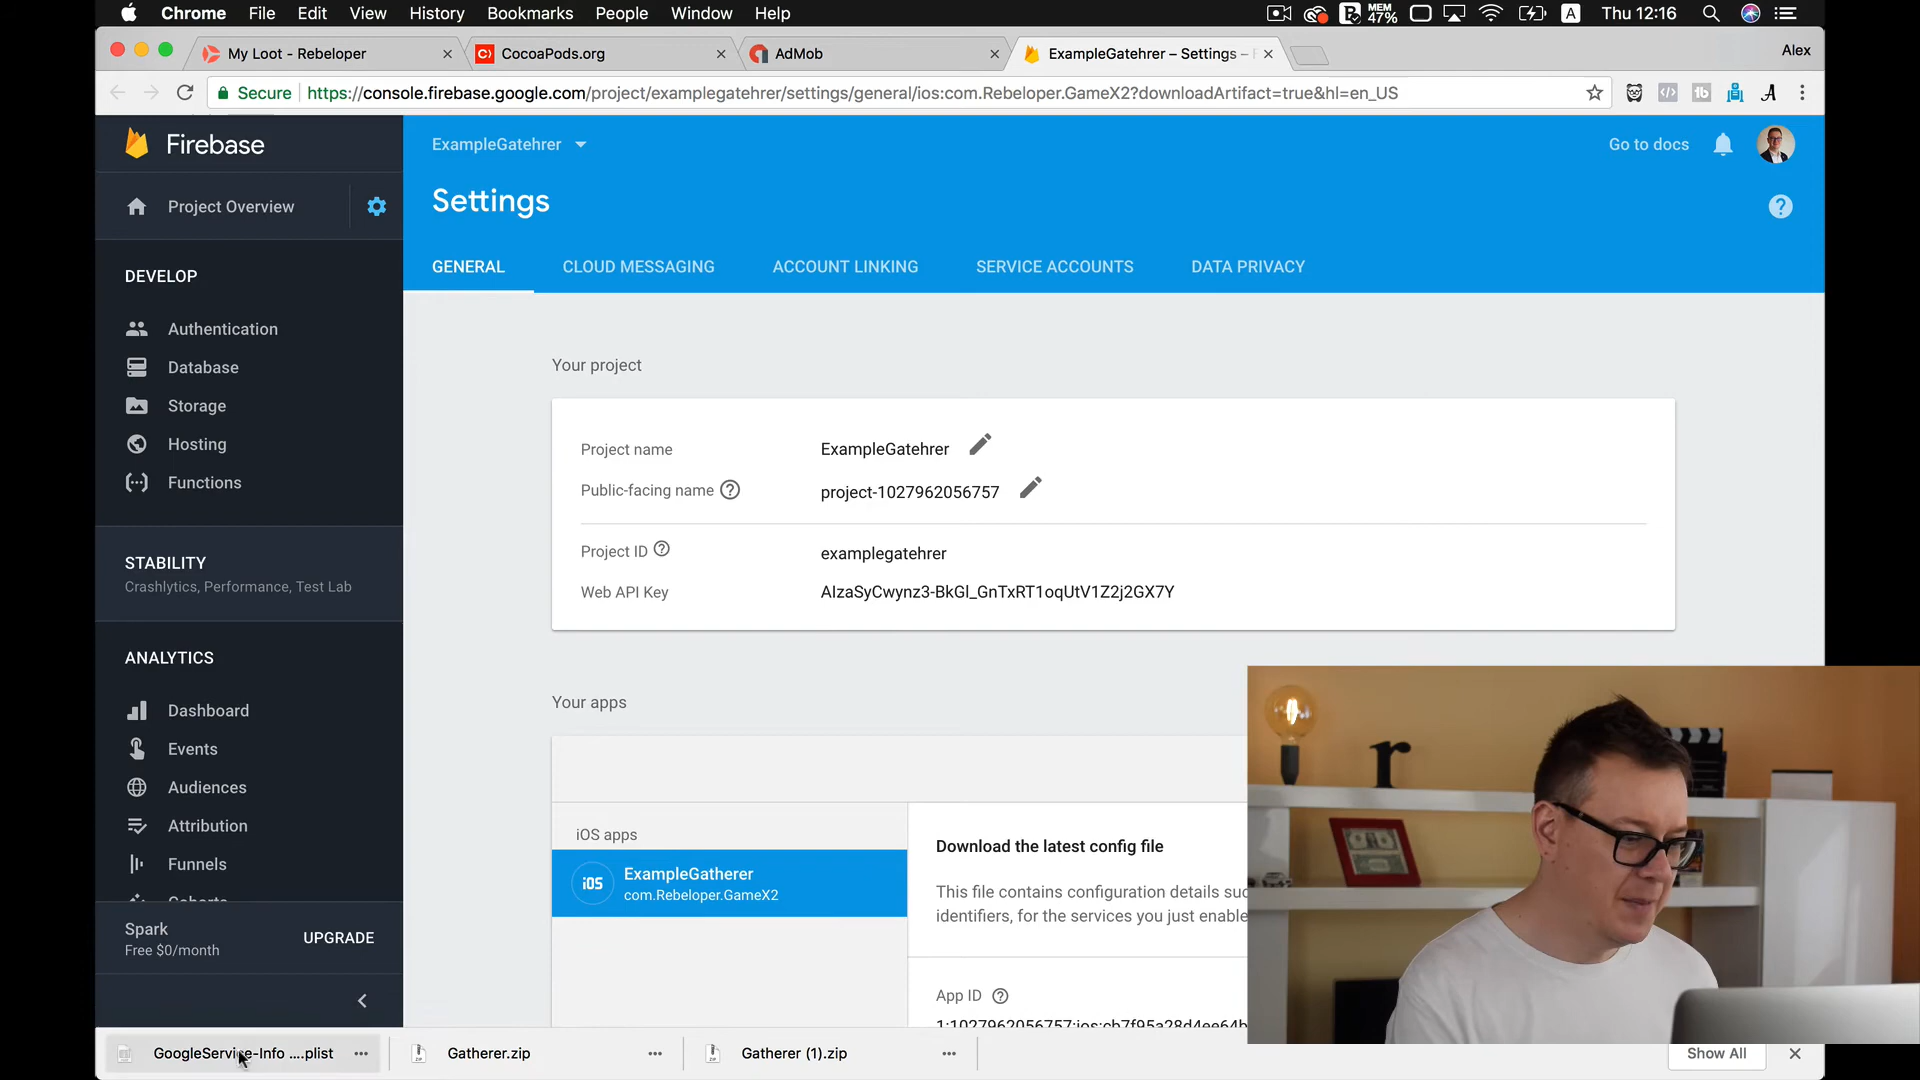 Chrome File Edit View History Bookmarks People Window Help MEM 47% A Thu 12:16
My Loot - Rebeloper CocoaPods.org AdMob ExampleGatehrer – Settings – Alex
Secure https://console.firebase.google.com/project/examplegatehrer/settings/general/ios:com.Rebeloper.GameX2?downloadArtifact=true&hl=en_US
Firebase
ExampleGatehrer
Go to docs
Project Overview
Settings
GENERAL CLOUD MESSAGING ACCOUNT LINKING SERVICE ACCOUNTS DATA PRIVACY
DEVELOP
Authentication
Database
Storage
Hosting
Functions
STABILITY
Crashlytics, Performance, Test Lab
ANALYTICS
Dashboard
Events
Audiences
Attribution
Funnels
Cohorts
Spark
Free $0/month
UPGRADE
Your project
Project name ExampleGatehrer
Public-facing name project-1027962056757
Project ID examplegatehrer
Web API Key AIzaSyCwynz3-BkGl_GnTxRT1oqUtV1Z2j2GX7Y
Your apps
iOS apps
iOS ExampleGatherer
com.Rebeloper.GameX2
Download the latest config file
This file contains configuration details suc
identifiers, for the services you just enable
App ID
1:1027962056757:ios:cb7f95a28d4ee64b
r
GoogleService-Info ....plist Gatherer.zip Gatherer (1).zip Show All